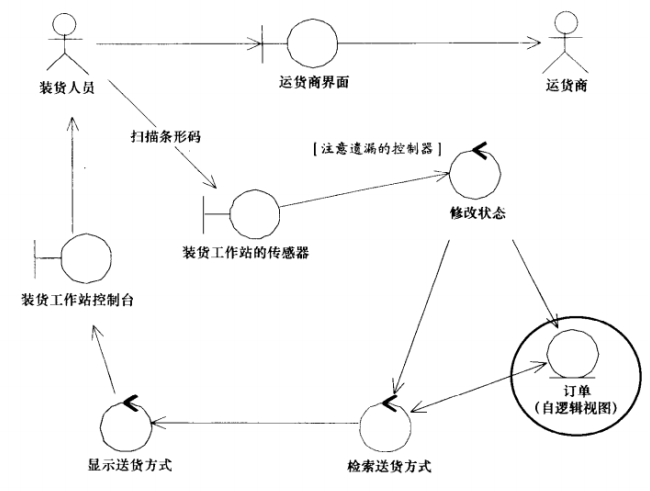 装货人员
运货商界面
运货商
扫描条形码
[注意遗漏的控制器]
修改状态
装货工作站的传感器
装货工作站控制台
订单
(自逻辑视图)
显示送货方式
检索送货方式